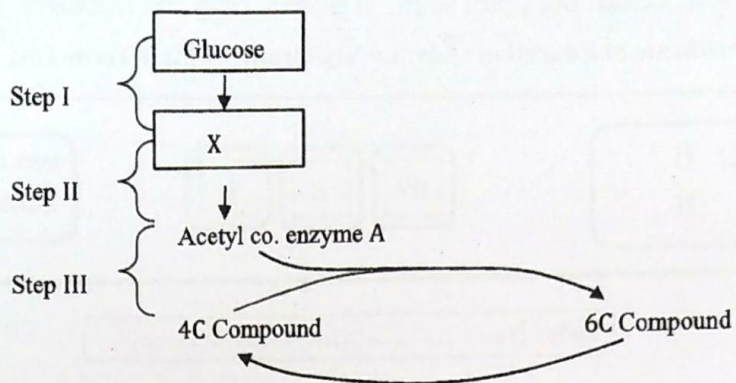 Glucose
Step I
X
Step II
Acetyl co. enzyme A
Step III
4C Compound
6C Compound